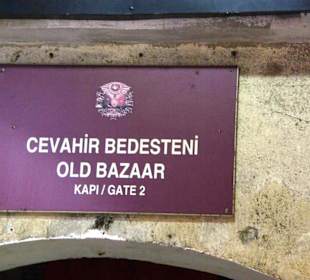 CEVAHİR BEDESTENİ
OLD BAZAAR
KAPI / GATE 2